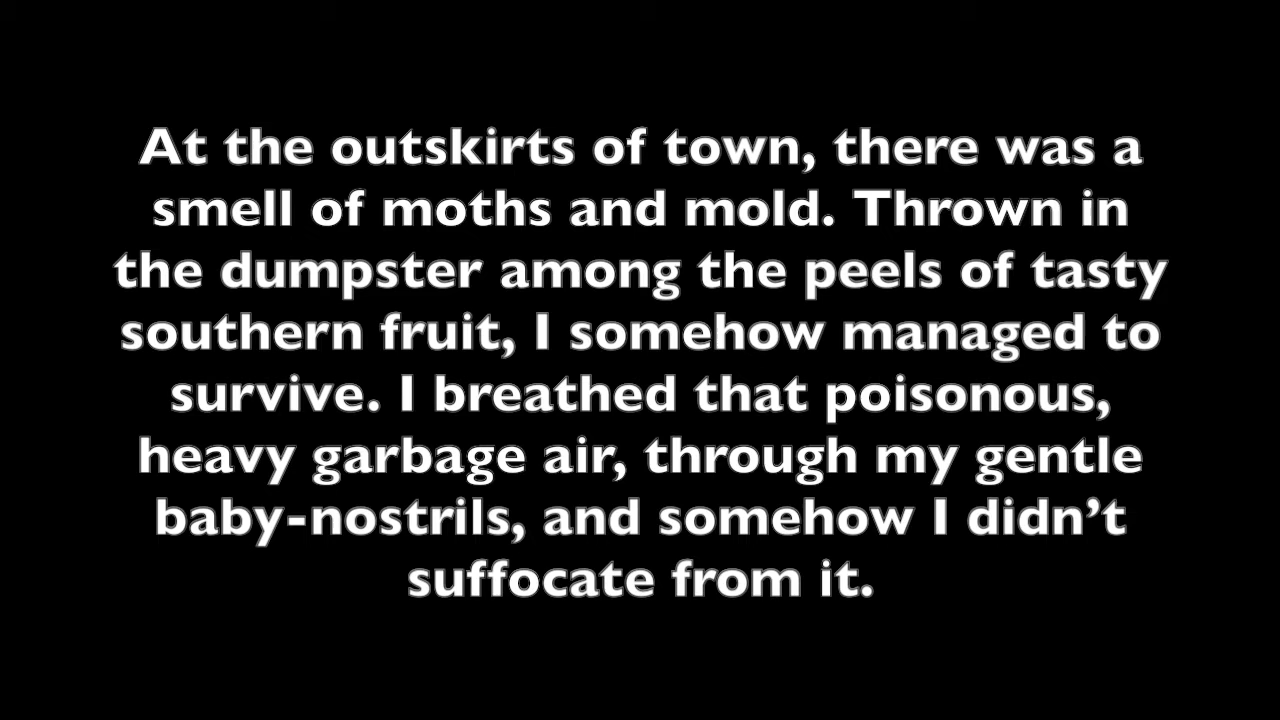 At the outskirts of town, there was a
smell of moths and mold. Thrown in
the dumpster among the peels of tasty
southern fruit, I somehow managed to
survive. I breathed that poisonous,
heavy garbage air, through my gentle
baby-nostrils, and somehow I didn’t
suffocate from it.